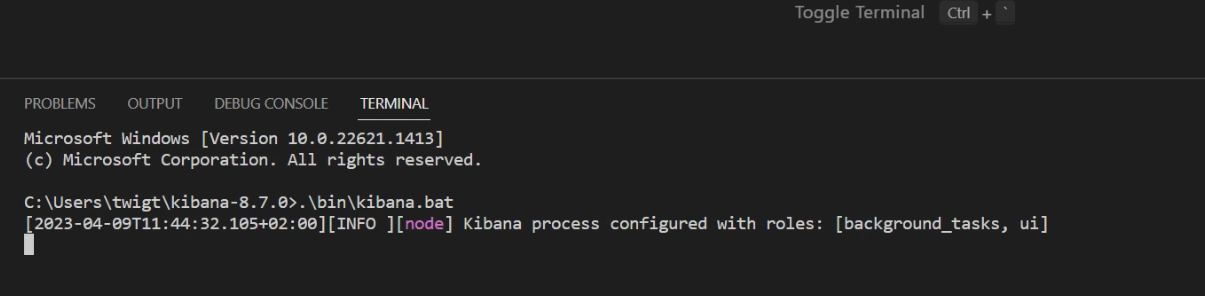 Toggle Terminal Ctrl + `
PROBLEMS OUTPUT DEBUG CONSOLE TERMINAL
Microsoft Windows [Version 10.0.22621.1413]
(c) Microsoft Corporation. All rights reserved.
C:\Users\twigt\kibana-8.7.0>.\bin\kibana.bat
[2023-04-09T11:44:32.105+02:00][INFO ][node] Kibana process configured with roles: [background_tasks, ui]